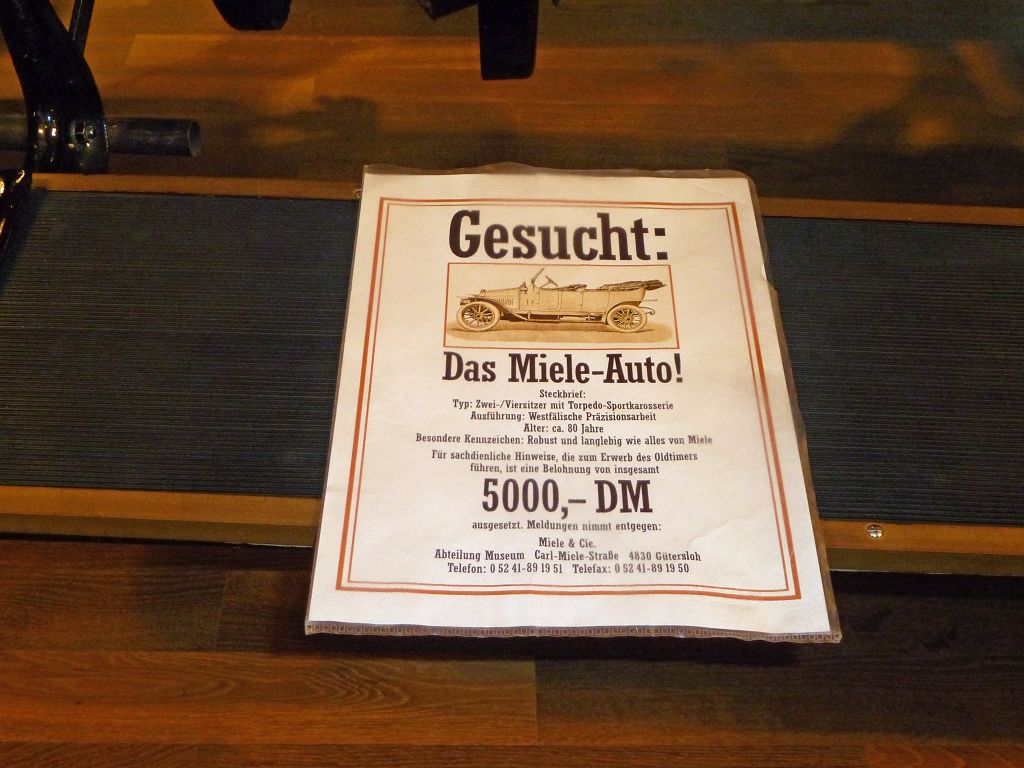 Gesucht:
Das Miele-Auto!
Steckbrief:
Typ: Zwei-/Viersitzer mit Torpedo-Sportkarosserie
Ausführung: Westfälische Präzisionsarbeit
Alter: ca. 80 Jahre
Besondere Kennzeichen: Robust und langlebig wie alles von Miele
Für sachdienliche Hinweise, die zum Erwerb des Oldtimers
führen, ist eine Belohnung von insgesamt
5000,– DM
ausgesetzt. Meldungen nimmt entgegen:
Miele & Cie.
Abteilung Museum Carl-Miele-Straße 4830 Gütersloh
Telefon: 0 52 41-89 19 51 Telefax: 0 52 41-89 19 50